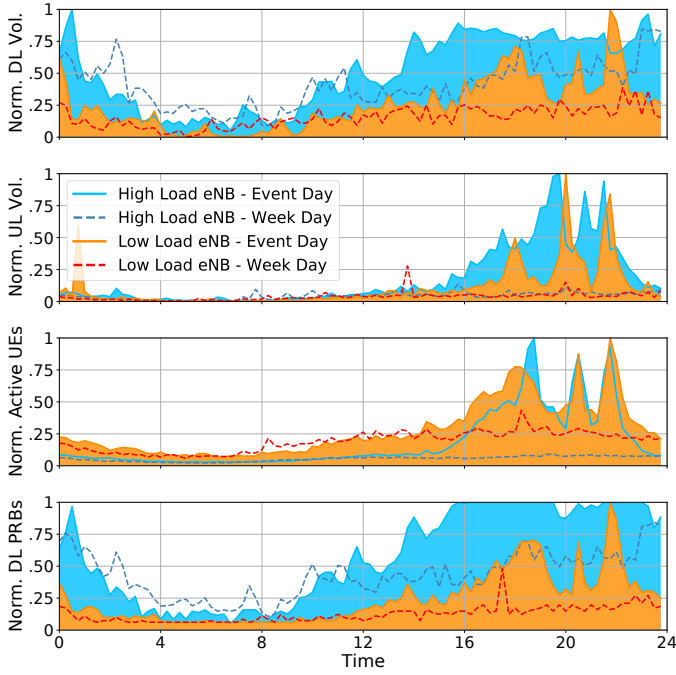 Norm. DL Vol.
1
.75
.50
.25
0
Norm. UL Vol.
1
.75
.50
.25
0
High Load eNB - Event Day
High Load eNB - Week Day
Low Load eNB - Event Day
Low Load eNB - Week Day
Norm. Active UEs
1
.75
.50
.25
0
Norm. DL PRBs
1
.75
.50
.25
0
0 4 8 12 16 20 24
Time